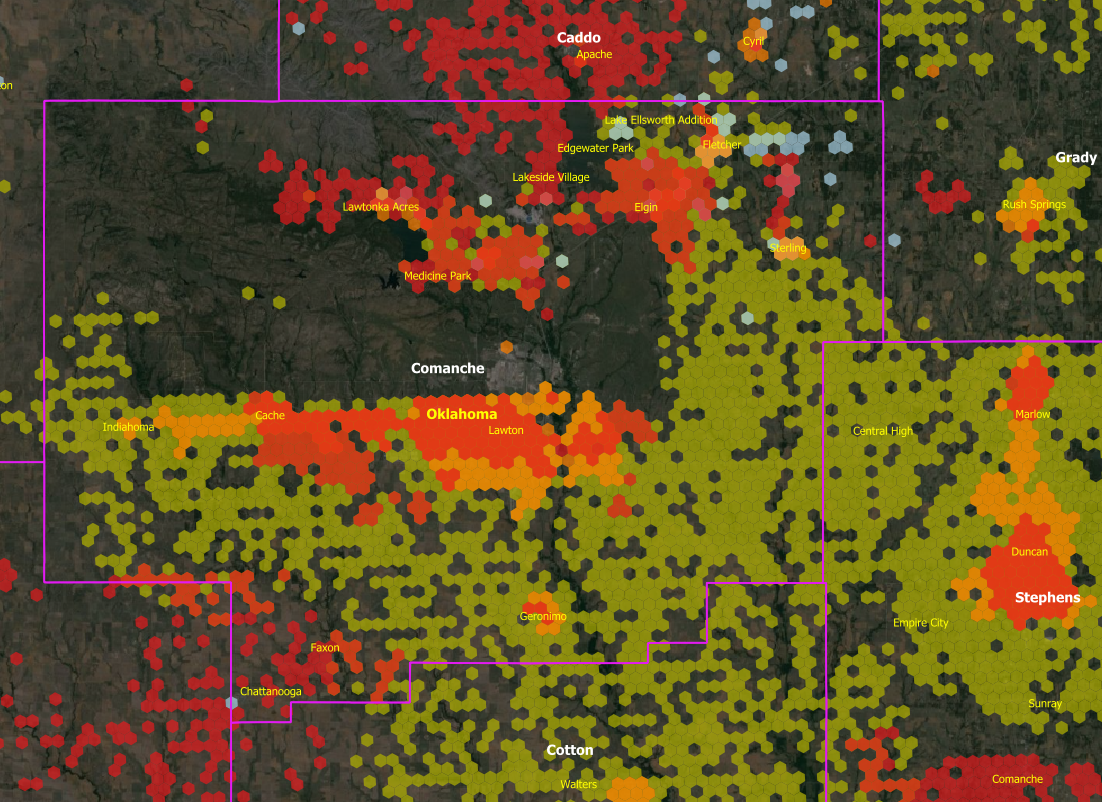 Caddo
Cyril
Apache
on
Lake Ellsworth Addition
Edgewater Park
Fletcher
Grady
Lakeside Village
Lawtonka Acres
Elgin
Rush Springs
Sterling
Medicine Park
Comanche
Cache
Oklahoma
Marlow
Indiahoma
Lawton
Central High
Duncan
Stephens
Geronimo
Empire City
Faxon
Chattanooga
Sunray
Cotton
Walters
Comanche